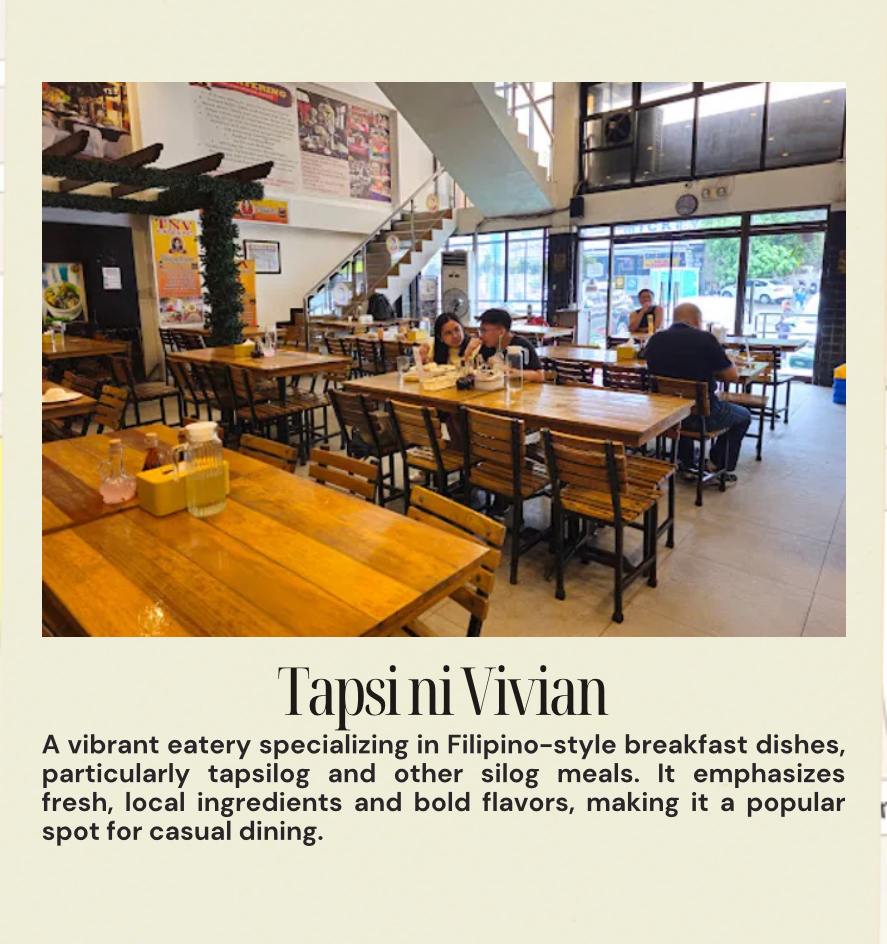 TNV
Tapsi ni Vivian
A vibrant eatery specializing in Filipino-style breakfast dishes,
particularly tapsilog and other silog meals. It emphasizes
fresh, local ingredients and bold flavors, making it a popular
spot for casual dining.